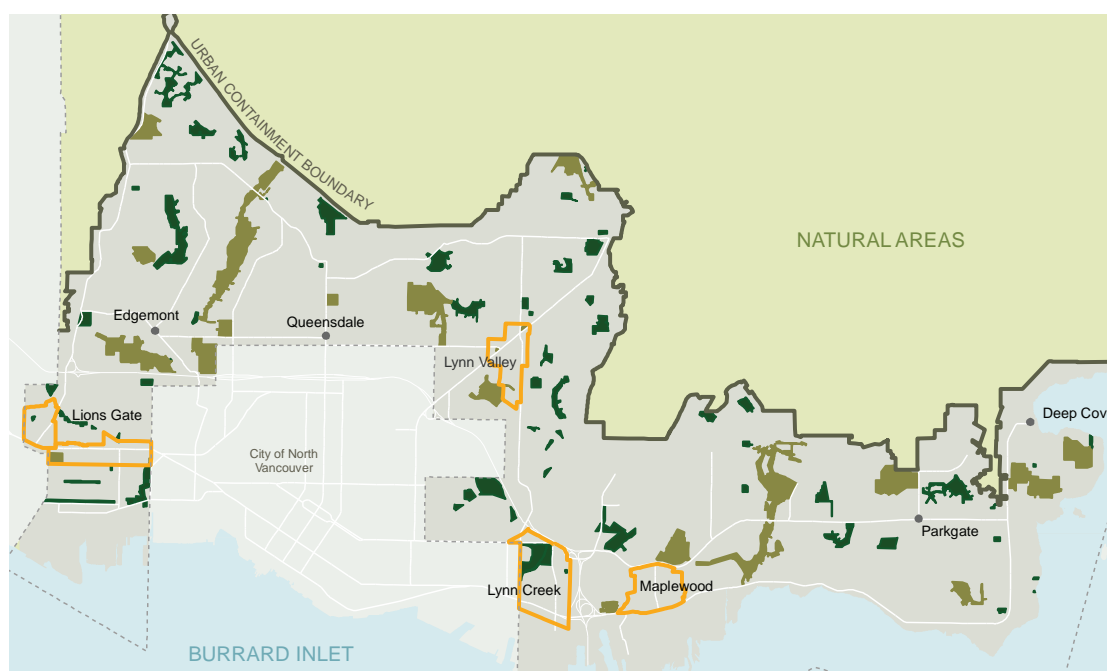 URBAN CONTAINMENT BOUNDARY
NATURAL AREAS
Edgemont
Queensdale
Lynn Valley
Lions Gate
Deep Cov
City of North
Vancouver
Parkgate
Lynn Creek
Maplewood
BURRARD INLET